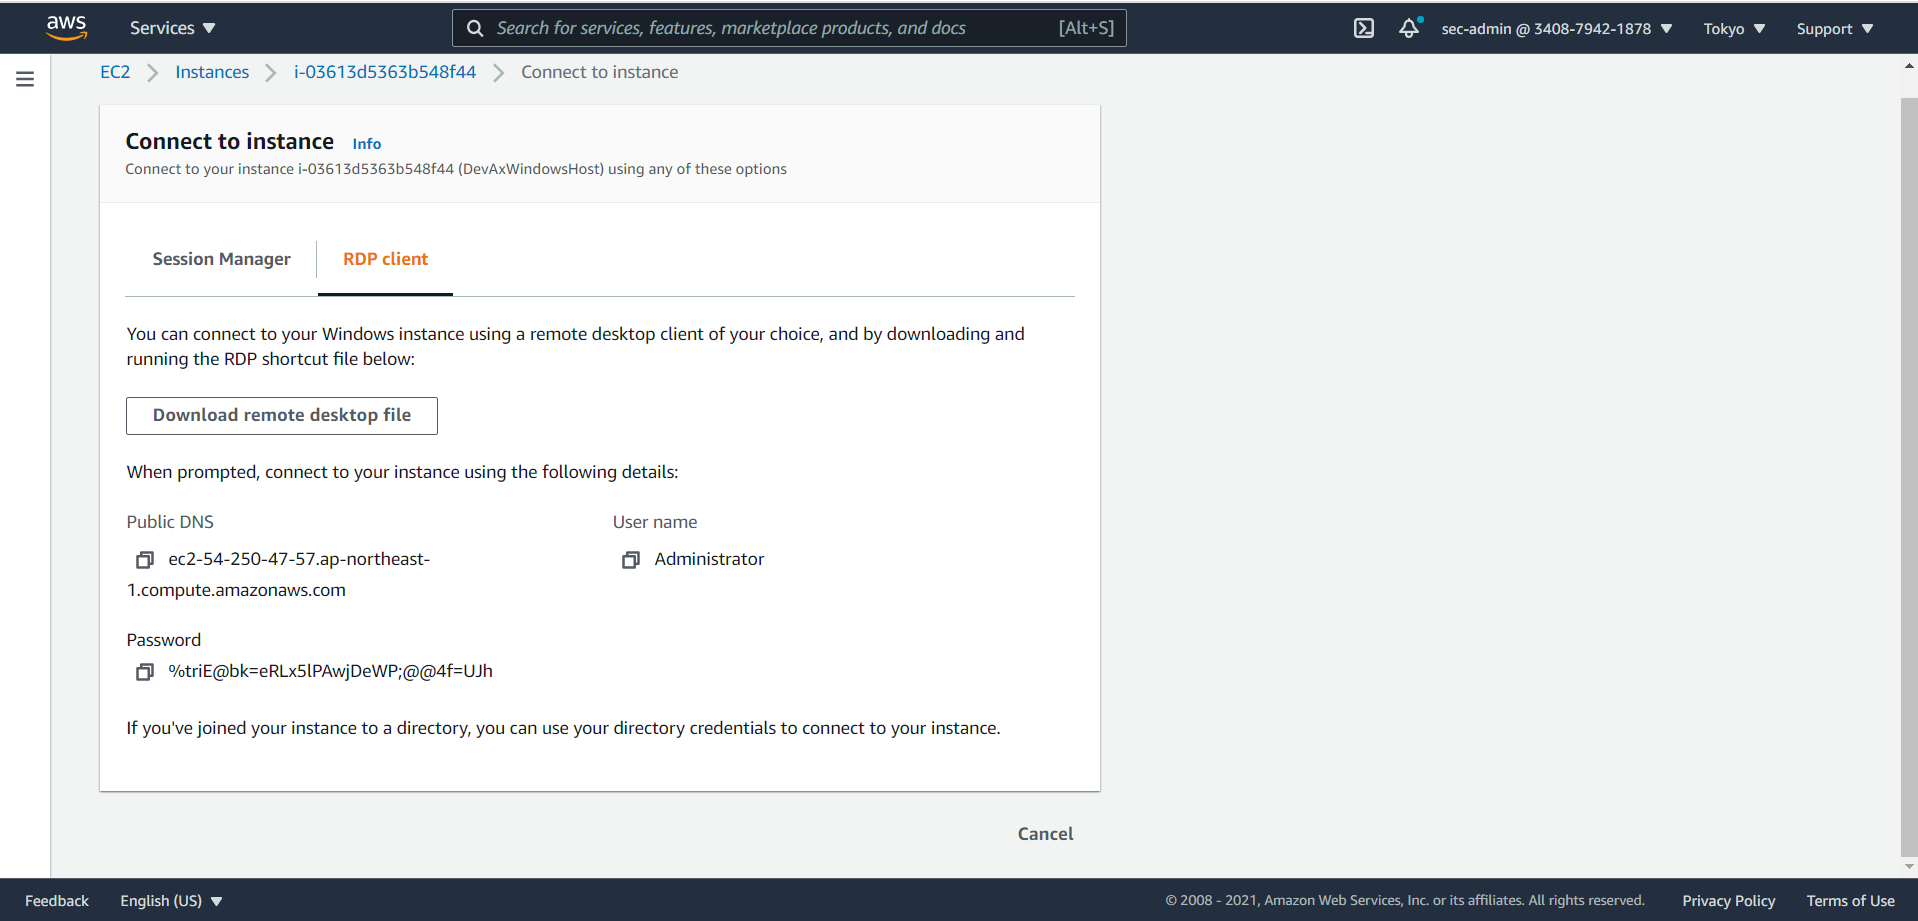 aws
Services
Search for services, features, marketplace products, and docs
[Alt+S]
sec-admin @ 3408-7942-1878
Tokyo
Support
EC2
Instances
i-03613d5363b548f44
Connect to instance
Connect to instance
Info
Connect to your instance i-03613d5363b548f44 (DevAxWindowsHost) using any of these options
Session Manager
RDP client
You can connect to your Windows instance using a remote desktop client of your choice, and by downloading and
running the RDP shortcut file below:
Download remote desktop file
When prompted, connect to your instance using the following details:
Public DNS
ec2-54-250-47-57.ap-northeast-
1.compute.amazonaws.com
User name
Administrator
Password
%triE@bk=eRLx5lPAwjDeWP;@@4f=UJh
If you've joined your instance to a directory, you can use your directory credentials to connect to your instance.
Cancel
Feedback
English (US)
© 2008 - 2021, Amazon Web Services, Inc. or its affiliates. All rights reserved.
Privacy Policy
Terms of Use